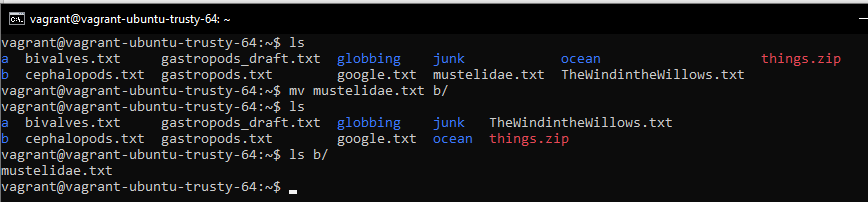 vagrant@vagrant-ubuntu-trusty-64: ~
vagrant@vagrant-ubuntu-trusty-64:~$ ls
a  bivalves.txt     gastropods_draft.txt  globbing    junk            ocean                    things.zip
b  cephalopods.txt  gastropods.txt        google.txt  mustelidae.txt  TheWindintheWillows.txt
vagrant@vagrant-ubuntu-trusty-64:~$ mv mustelidae.txt b/
vagrant@vagrant-ubuntu-trusty-64:~$ ls
a  bivalves.txt     gastropods_draft.txt  globbing    junk   TheWindintheWillows.txt
b  cephalopods.txt  gastropods.txt        google.txt  ocean  things.zip
vagrant@vagrant-ubuntu-trusty-64:~$ ls b/
mustelidae.txt
vagrant@vagrant-ubuntu-trusty-64:~$